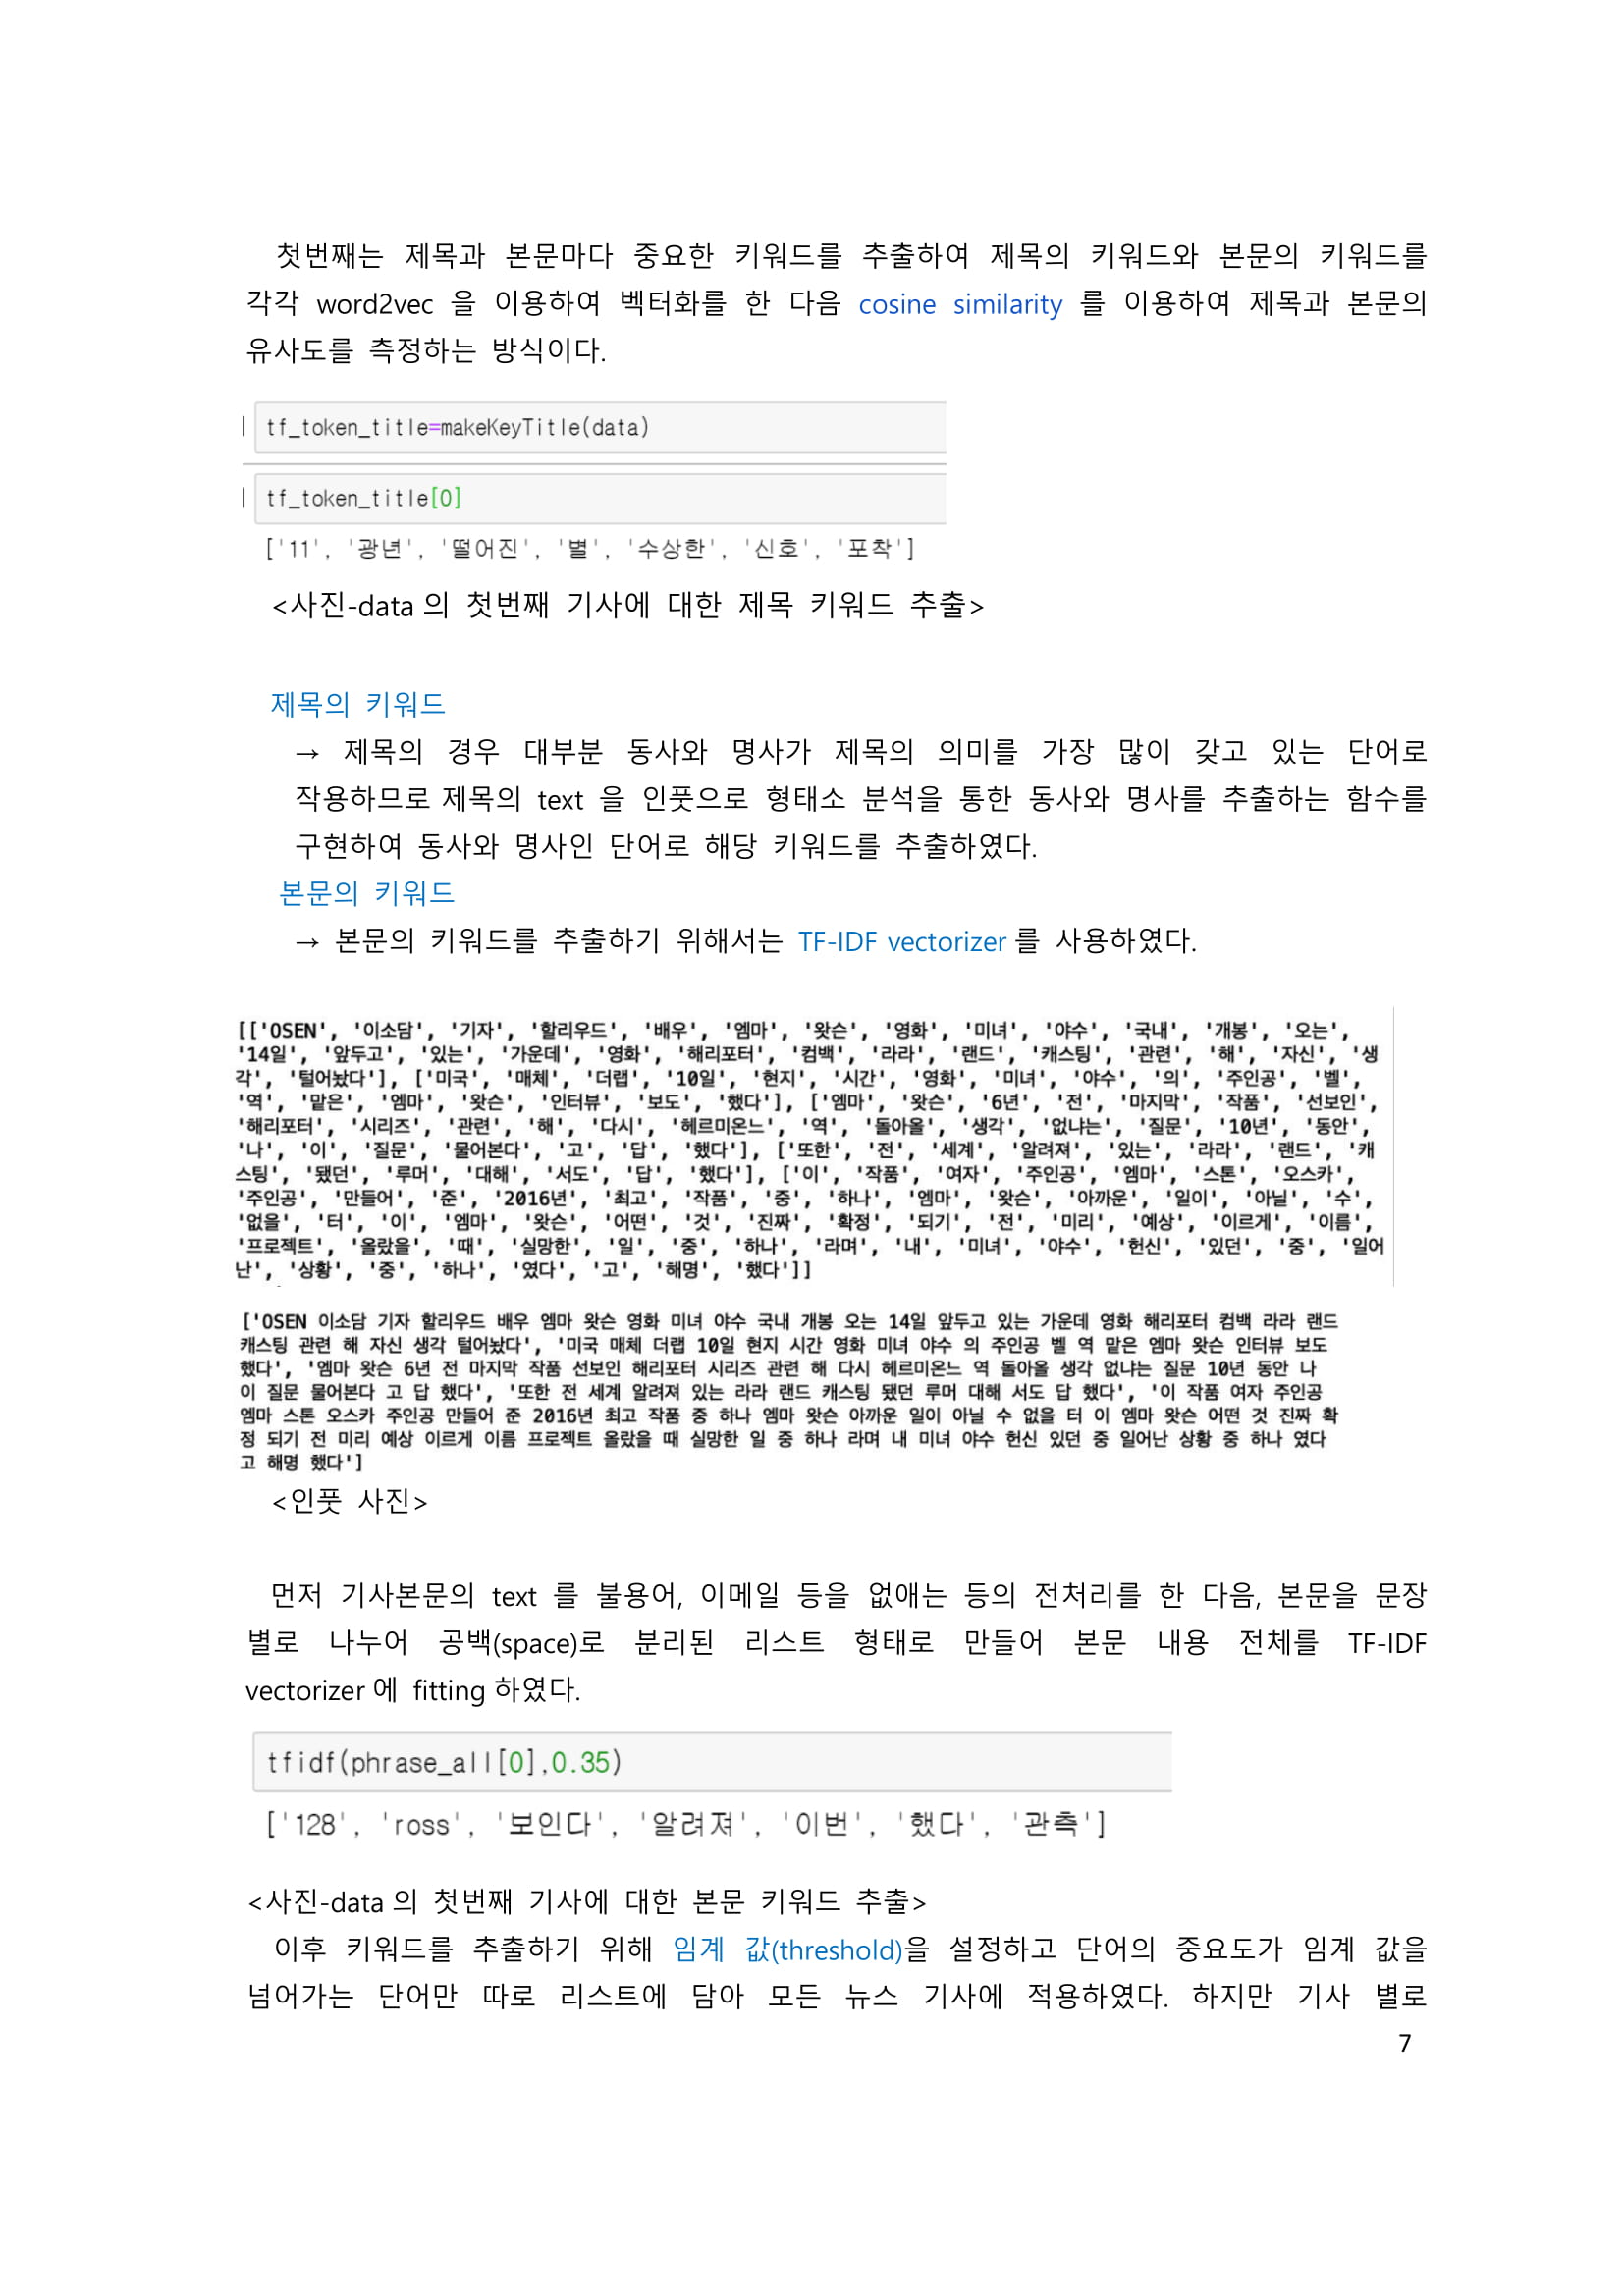 첫번째는 제목과 본문마다 중요한 키워드를 추출하여 제목의 키워드와 본문의 키워드를
각각 word2vec 을 이용하여 벡터화를 한 다음 cosine similarity 를 이용하여 제목과 본문의
유사도를 측정하는 방식이다.
tf_token_title=makeKeyTitle(data)
tf_token_title[0]
['11', '광년', '떨어진', '별', '수상한', '신호', '포착']
<사진-data 의 첫번째 기사에 대한 제목 키워드 추출>
제목의 키워드
→ 제목의 경우 대부분 동사와 명사가 제목의 의미를 가장 많이 갖고 있는 단어로
작용하므로 제목의 text 을 인풋으로 형태소 분석을 통한 동사와 명사를 추출하는 함수를
구현하여 동사와 명사인 단어로 해당 키워드를 추출하였다.
본문의 키워드
→ 본문의 키워드를 추출하기 위해서는 TF-IDF vectorizer 를 사용하였다.
[['OSEN', '이소담', '기자', '할리우드', '배우', '엠마', '왓슨', '영화', '미녀', '야수', '국내', '개봉', '오는',
'14일', '앞두고', '있는', '가운데', '영화', '해리포터', '컴백', '라라', '랜드', '캐스팅', '관련', '해', '자신', '생
각', '털어놨다'], ['미국', '매체', '더랩', '10일', '현지', '시간', '영화', '미녀', '야수', '의', '주인공', '벨',
'역', '맡은', '엠마', '왓슨', '인터뷰', '보도', '했다'], ['엠마', '왓슨', '6년', '전', '마지막', '작품', '선보인',
'해리포터', '시리즈', '관련', '해', '다시', '헤르미온느', '역', '돌아올', '생각', '없냐는', '질문', '10년', '동안',
'나', '이', '질문', '물어본다', '고', '답', '했다'], ['또한', '전', '세계', '알려져', '있는', '라라', '랜드', '캐
스팅', '됐던', '루머', '대해', '서도', '답', '했다'], ['이', '작품', '여자', '주인공', '엠마', '스톤', '오스카',
'주인공', '만들어', '준', '2016년', '최고', '작품', '중', '하나', '엠마', '왓슨', '아까운', '일이', '아닐', '수',
'없을', '터', '이', '엠마', '왓슨', '어떤', '것', '진짜', '확정', '되기', '전', '미리', '예상', '이르게', '이름',
'프로젝트', '올랐을', '때', '실망한', '일', '중', '하나', '라며', '내', '미녀', '야수', '헌신', '있던', '중', '일어
난', '상황', '중', '하나', '였다', '고', '해명', '했다']]
['OSEN 이소담 기자 할리우드 배우 엠마 왓슨 영화 미녀 야수 국내 개봉 오는 14일 앞두고 있는 가운데 영화 해리포터 컴백 라라 랜드
캐스팅 관련 해 자신 생각 털어놨다', '미국 매체 더랩 10일 현지 시간 영화 미녀 야수 의 주인공 벨 역 맡은 엠마 왓슨 인터뷰 보도
했다', '엠마 왓슨 6년 전 마지막 작품 선보인 해리포터 시리즈 관련 해 다시 헤르미온느 역 돌아올 생각 없냐는 질문 10년 동안 나
이 질문 물어본다 고 답 했다', '또한 전 세계 알려져 있는 라라 랜드 캐스팅 됐던 루머 대해 서도 답 했다', '이 작품 여자 주인공
엠마 스톤 오스카 주인공 만들어 준 2016년 최고 작품 중 하나 엠마 왓슨 아까운 일이 아닐 수 없을 터 이 엠마 왓슨 어떤 것 진짜 확
정 되기 전 미리 예상 이르게 이름 프로젝트 올랐을 때 실망한 일 중 하나 라며 내 미녀 야수 헌신 있던 중 일어난 상황 중 하나 였다
고 해명 했다']
<인풋 사진>
먼저 기사본문의 text 를 불용어, 이메일 등을 없애는 등의 전처리를 한 다음, 본문을 문장
별로 나누어 공백(space)로 분리된 리스트 형태로 만들어 본문 내용 전체를 TF-IDF
vectorizer 에 fitting 하였다.
tfidf(phrase_all[0],0.35)
['128', 'ross', '보인다', '알려져', '이번', '했다', '관측']
<사진-data 의 첫번째 기사에 대한 본문 키워드 추출>
이후 키워드를 추출하기 위해 임계 값(threshold)을 설정하고 단어의 중요도가 임계 값을
넘어가는 단어만 따로 리스트에 담아 모든 뉴스 기사에 적용하였다. 하지만 기사 별로
7